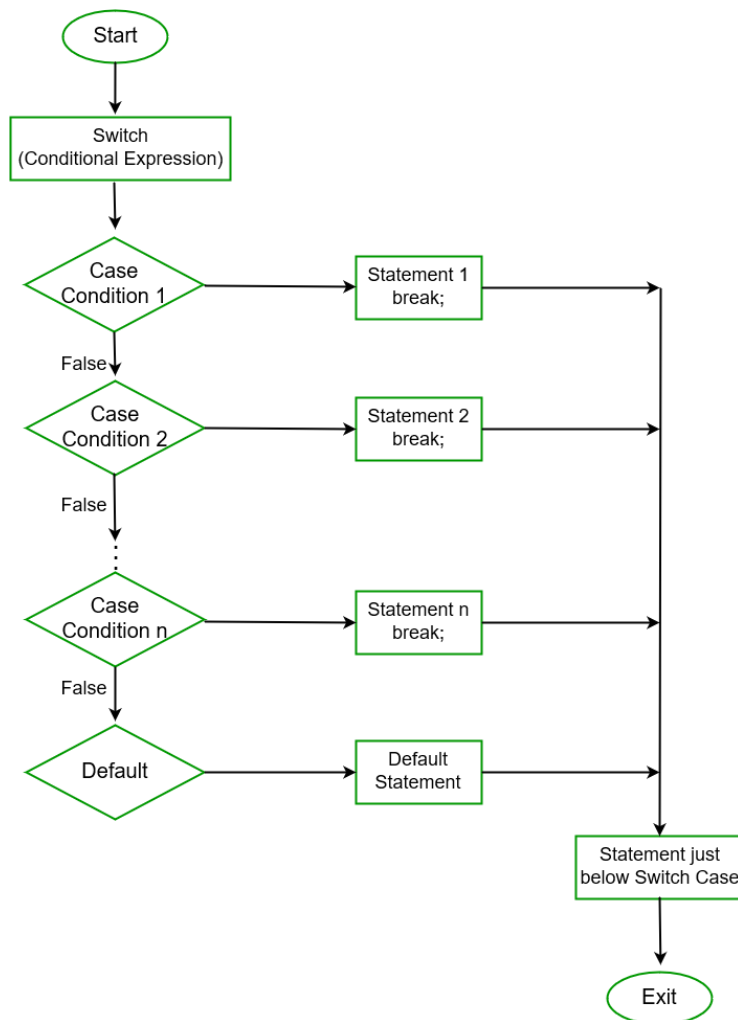 Start
Switch
(Conditional Expression)
Case
Condition 1
Statement 1
break;
False
Case
Condition 2
Statement 2
break;
False
Case
Condition n
Statement n
break;
False
Default
Default
Statement
Statement just
below Switch Case
Exit